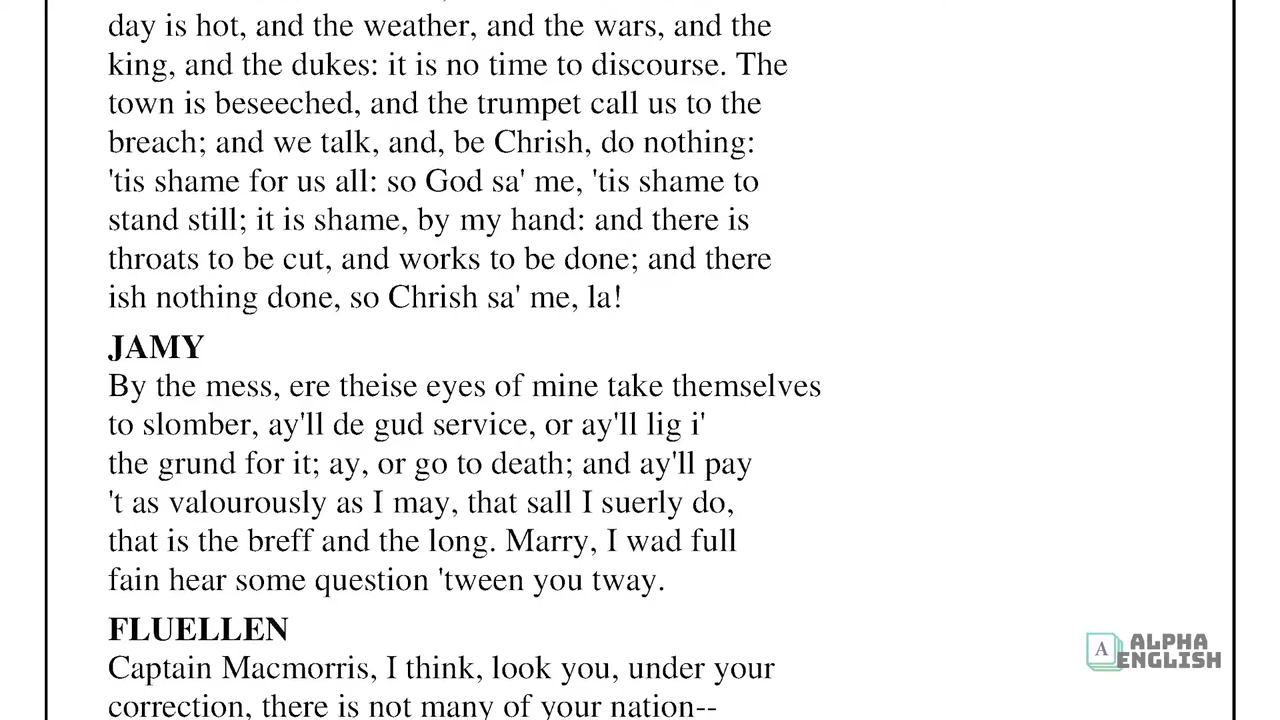 day is hot, and the weather, and the wars, and the
king, and the dukes: it is no time to discourse. The
town is beseeched, and the trumpet call us to the
breach; and we talk, and, be Chrish, do nothing:
'tis shame for us all: so God sa' me, 'tis shame to
stand still; it is shame, by my hand: and there is
throats to be cut, and works to be done; and there
ish nothing done, so Chrish sa' me, la!
JAMY
By the mess, ere theise eyes of mine take themselves
to slomber, ay'll de gud service, or ay'll lig i'
the grund for it; ay, or go to death; and ay'll pay
't as valourously as I may, that sall I suerly do,
that is the breff and the long. Marry, I wad full
fain hear some question 'tween you tway.
FLUELLEN
Captain Macmorris, I think, look you, under your
correction, there is not many of your nation--
A
ALPHA
ENGLISH